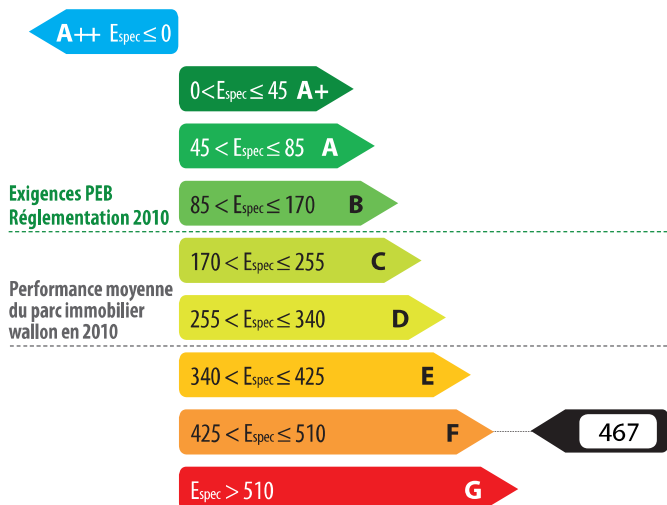 A++ Espec ≤ 0
0 < Espec ≤ 45 A+
45 < Espec ≤ 85 A
Exigences PEB
Réglementation 2010
85 < Espec ≤ 170 B
170 < Espec ≤ 255 C
Performance moyenne
du parc immobilier
wallon en 2010
255 < Espec ≤ 340 D
340 < Espec ≤ 425 E
425 < Espec ≤ 510 F 467
Espec > 510 G